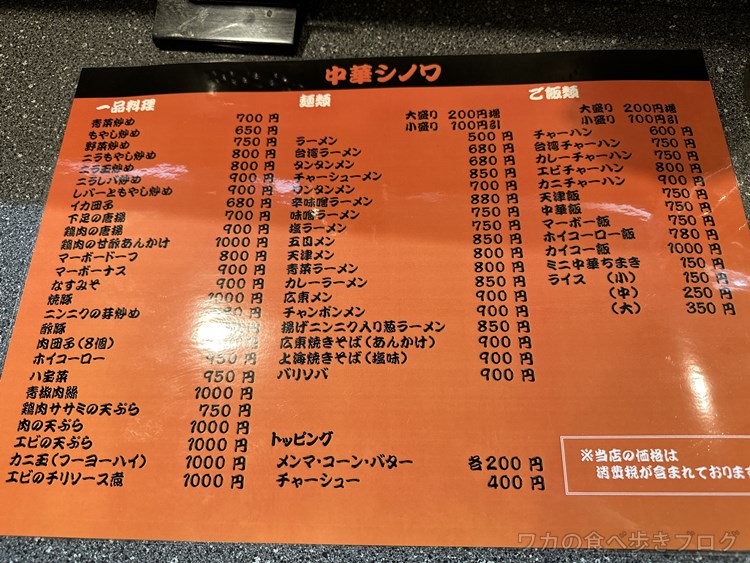 中華シノワ
一品料理
青菜炒め 700円
もやし炒め 650円
野菜炒め 750円
ニラもやし炒め 800円
ニラ玉炒め 800円
ニラレバ炒め 900円
レバーともやし炒め 900円
イカ団子 680円
下足の唐揚 700円
鶏肉の唐揚 900円
鶏肉の甘酢あんかけ 1000円
マーボードーフ 800円
マーボーナス 900円
なすみそ 900円
焼豚 1000円
ニンニクの芽炒め
酢豚
肉団子(8個)
ホイコーロー
八宝菜 950円
青椒肉絲 1000円
鶏肉ササミの天ぷら 750円
肉の天ぷら 1000円
エビの天ぷら 1000円
カニ玉(フーヨーハイ) 1000円
エビのチリソース煮 1000円
麺類
大盛り 200円増
小盛り 100円引
ラーメン 500円
台湾ラーメン 680円
タンタンメン 680円
チャーシューメン 850円
ワンタンメン 700円
辛味噌ラーメン 880円
味噌ラーメン 750円
塩ラーメン 750円
五目メン 850円
天津メン 800円
青菜ラーメン 800円
カレーラーメン 850円
広東メン 900円
チャンポンメン 900円
揚げニンニク入り葱ラーメン 850円
広東焼きそば(あんかけ) 900円
上海焼きそば(塩味) 900円
バリソバ 900円
トッピング
メンマ・コーン・バター 各200円
チャーシュー 400円
ご飯類
大盛り 200円増
小盛り 100円引
チャーハン 600円
台湾チャーハン 750円
カレーチャーハン 750円
エビチャーハン 800円
カニチャーハン 900円
天津飯 750円
中華飯 750円
マーボー飯 750円
ホイコーロー飯 780円
カイコー飯 1000円
ミニ中華ちまき 150円
ライス (小) 150円
(中) 250円
(大) 350円
※当店の価格は
消費税が含まれております
ワカの食べ歩きブログ